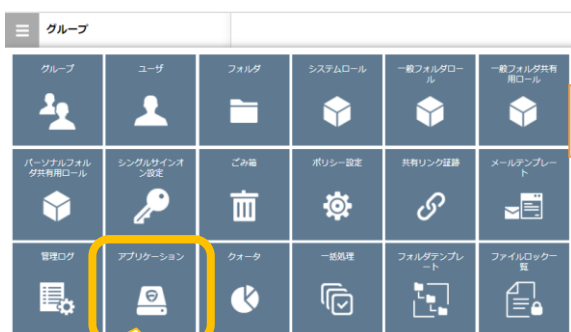 グループ
グループ
ユーザ
フォルダ
システムロール
一般フォルダロー
ル
一般フォルダ共有
用ロール
パーソナルフォル
ダ共有用ロール
シングルサインオ
ン設定
ごみ箱
ポリシー設定
共有リンク証跡
メールテンプレー
ト
管理ログ
アプリケーション
クォータ
一括処理
フォルダテンプレ
ート
ファイルロック一
覧